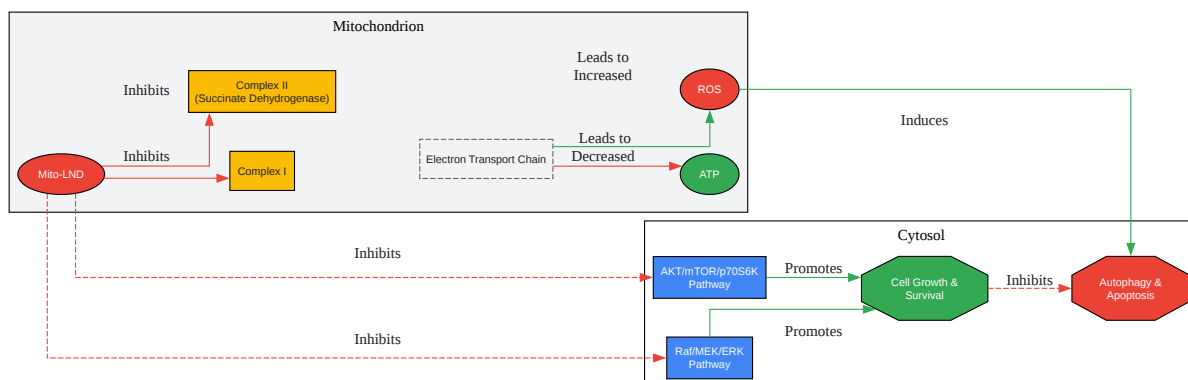 Mitochondrion
Leads to
Increased
Inhibits
Complex II
(Succinate Dehydrogenase)
ROS
Induces
Inhibits
Electron Transport Chain
Leads to
Decreased
Mito-LND
Complex I
ATP
Cytosol
Inhibits
AKT/mTOR/p70S6K
Pathway
Promotes
Cell Growth &
Survival
Inhibits
Autophagy &
Apoptosis
Inhibits
Raf/MEK/ERK
Pathway
Promotes